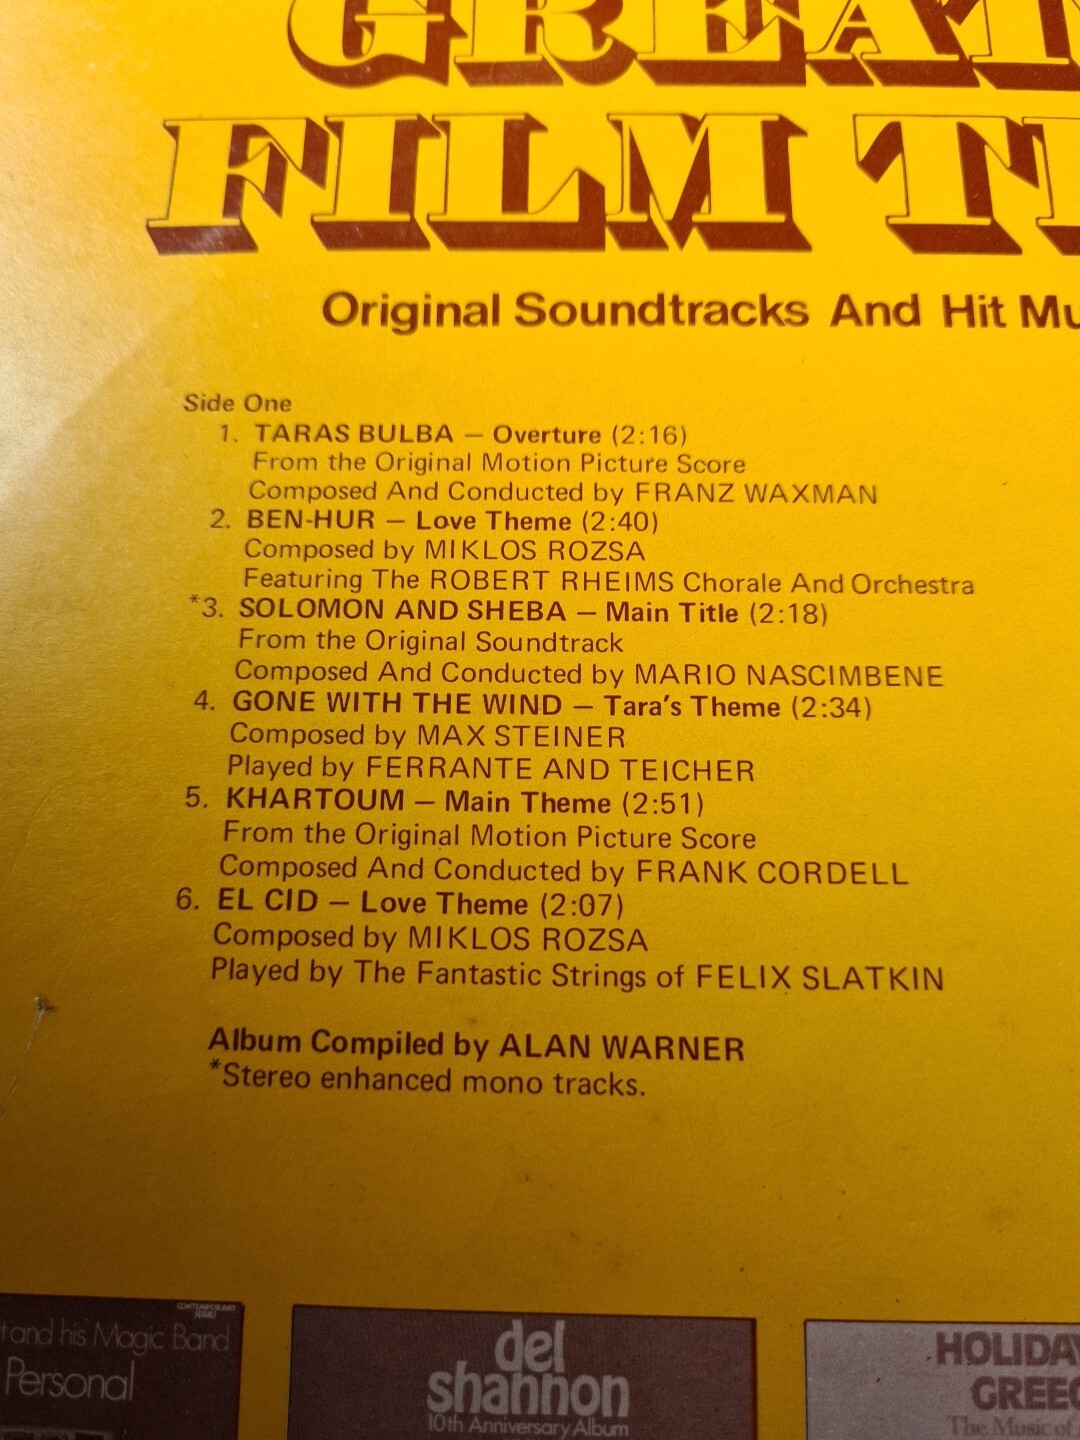 GREAT
FILM
Original Soundtracks And Hit
Side One
1. TARAS BULBA – Overture (2:16)
From the Original Motion Picture Score
Composed And Conducted by FRANZ WAXMAN
2. BEN-HUR – Love Theme (2:40)
Composed by MIKLOS ROZSA
Featuring The ROBERT RHEIMS Chorale And Orchestra
*3. SOLOMON AND SHEBA – Main Title (2:18)
From the Original Soundtrack
Composed And Conducted by MARIO NASCIMBENE
4. GONE WITH THE WIND – Tara's Theme (2:34)
Composed by MAX STEINER
Played by FERRANTE AND TEICHER
5. KHARTOUM – Main Theme (2:51)
From the Original Motion Picture Score
Composed And Conducted by FRANK CORDELL
6. EL CID – Love Theme (2:07)
Composed by MIKLOS ROZSA
Played by The Fantastic Strings of FELIX SLATKIN
Album Compiled by ALAN WARNER
*Stereo enhanced mono tracks.
CONTEMPORARY
SERIES
and his Magic Band
Personal
del
shannon
10th Anniversary Album
HOLIDAY
The Music of